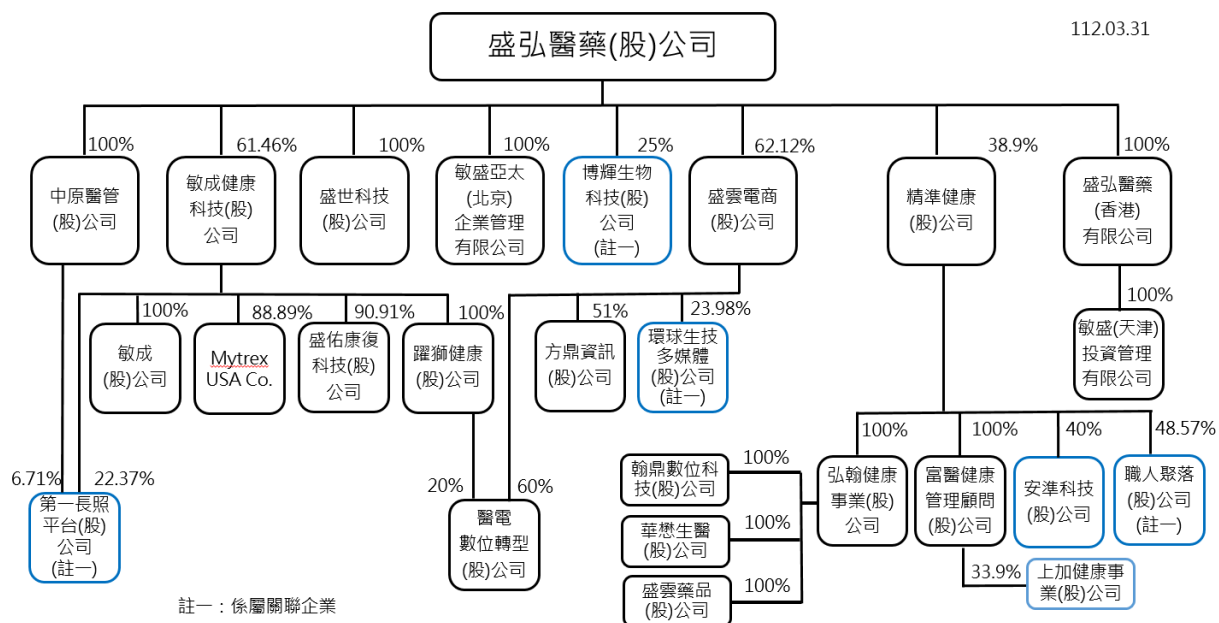 盛弘醫藥(股)公司
112.03.31
100%
61.46%
100%
100%
25%
62.12%
38.9%
100%
中原醫管
(股)公司
敏成健康
科技(股)
公司
盛世科技
(股)公司
敏盛亞太
(北京)
企業管理
有限公司
博輝生物
科技(股)
公司
(註一)
盛雲電商
(股)公司
精準健康
(股)公司
盛弘醫藥
(香港)
有限公司
100%
88.89%
90.91%
100%
51%
23.98%
100%
敏成
(股)公司
Mytrex
USA Co.
盛佑康復
科技(股)
公司
躍獅健康
(股)公司
方鼎資訊
(股)公司
環球生技
多媒體
(股)公司
(註一)
敏盛(天津)
投資管理
有限公司
6.71%
22.37%
20%
60%
100%
100%
40%
48.57%
第一長照
平台(股)
公司
(註一)
醫電
數位轉型
(股)公司
翰鼎數位科
技(股)公司
100%
華懋生醫
(股)公司
100%
盛雲藥品
(股)公司
100%
弘翰健康
事業(股)
公司
富醫健康
管理顧問
(股)公司
安準科技
(股)公司
職人聚落
(股)公司
(註一)
33.9%
上加健康事
業(股)公司
註一：係屬關聯企業